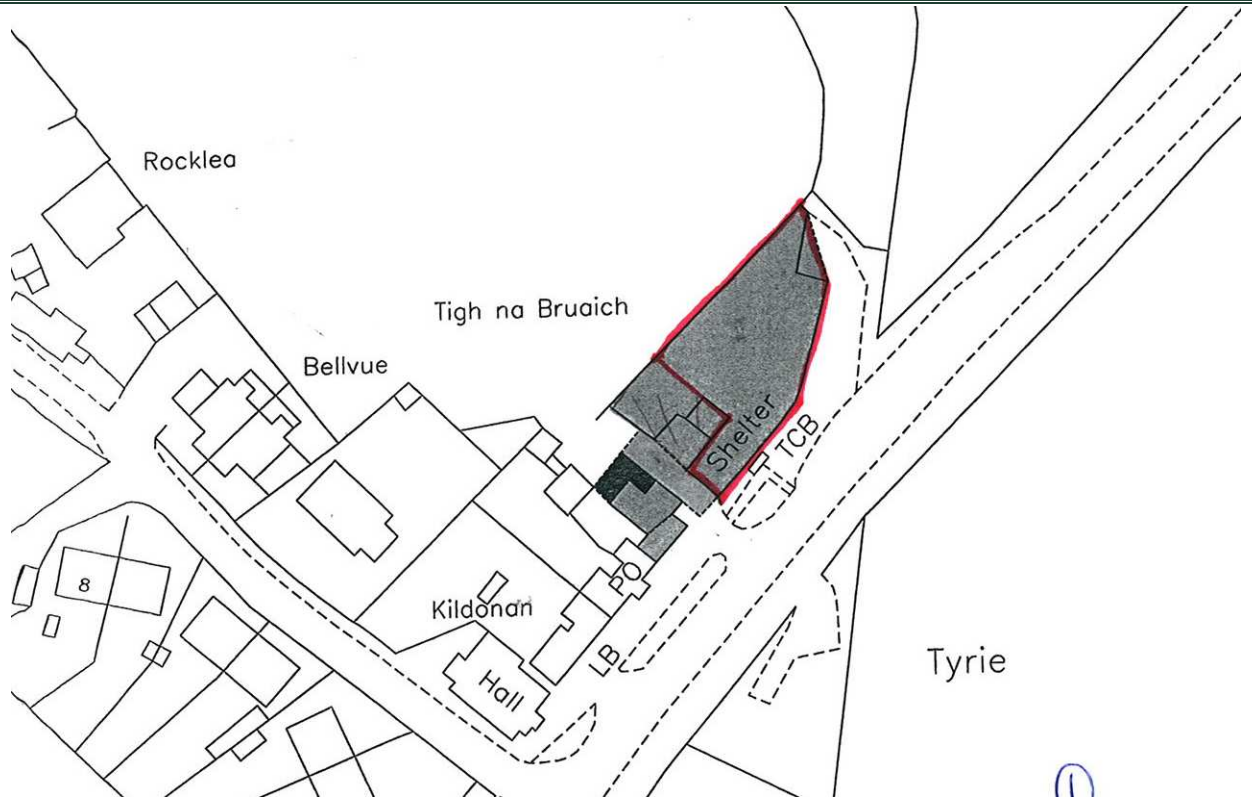 Rocklea
Tigh na Bruaich
Bellvue
Shelter
TCB
8
PO
Kildonan
LB
Hall
Tyrie
1